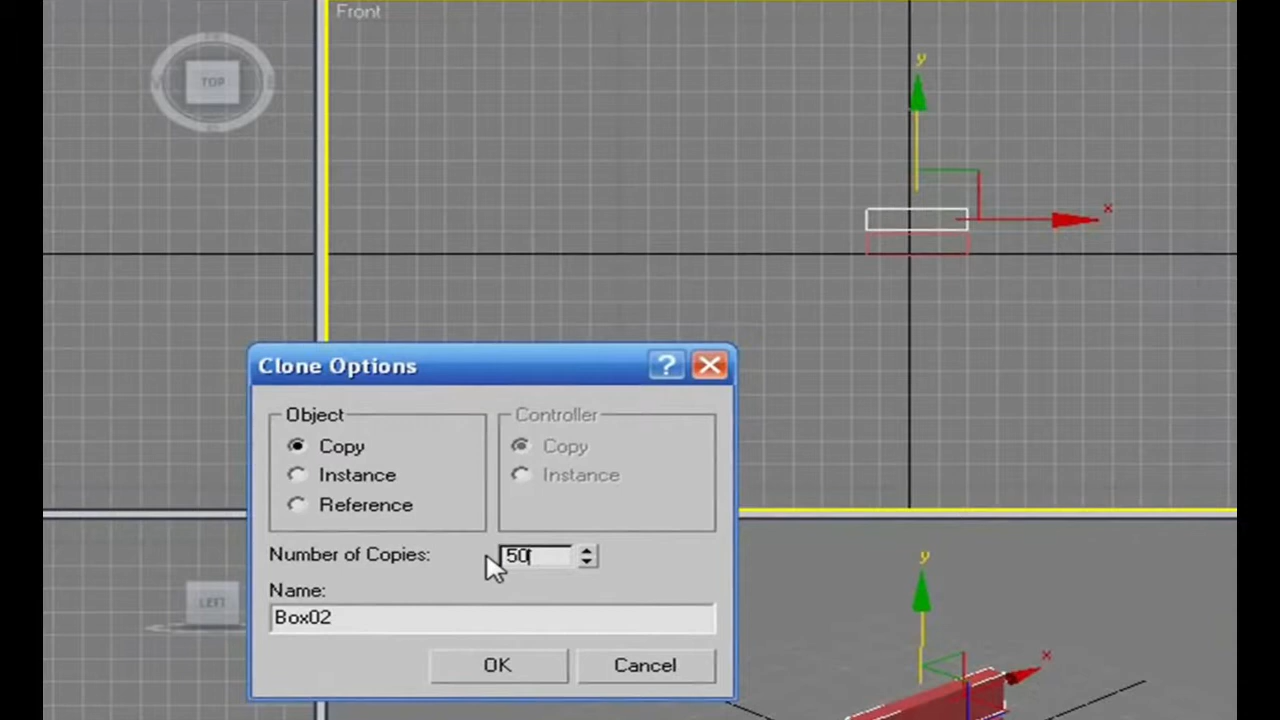 Front
TOP
y
x
Clone Options
?
Object
Controller
Copy
Copy
Instance
Instance
Reference
Number of Copies:
50
Name:
Box02
OK
Cancel
LEFT
y
x